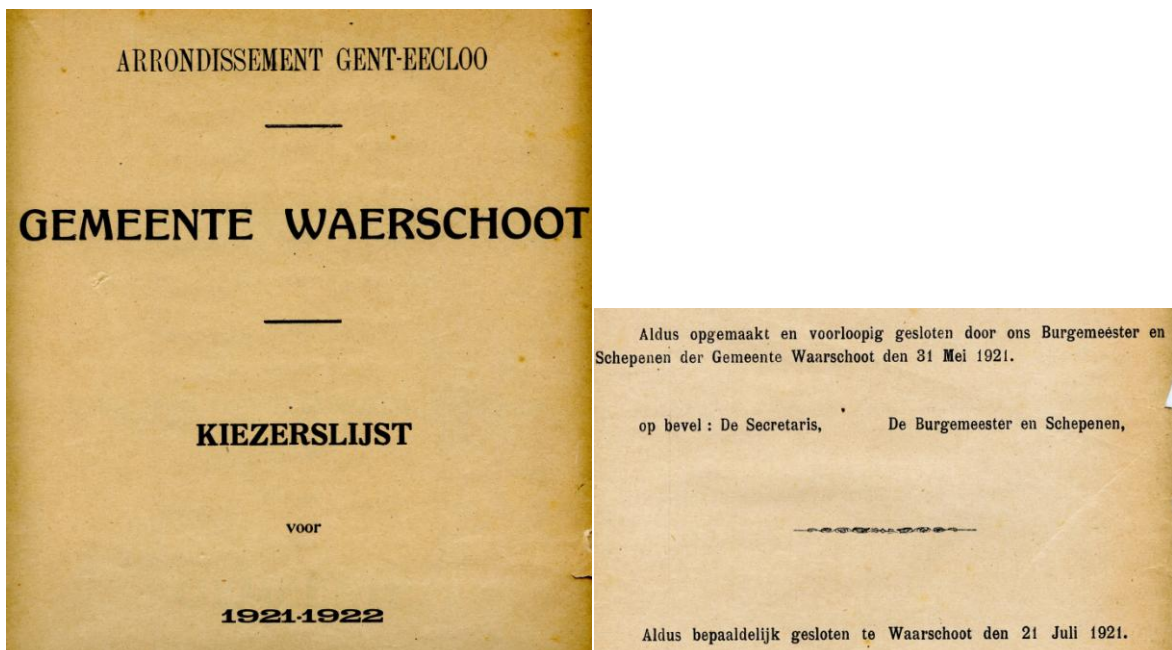 ARRONDISSEMENT GENT-EECLOO
GEMEENTE WAERSCHOOT
KIEZERSLIJST
voor
1921-1922
Aldus opgemaakt en voorloopig gesloten door ons Burgemeester en
Schepenen der Gemeente Waarschoot den 31 Mei 1921.
op bevel : De Secretaris, De Burgemeester en Schepenen,
Aldus bepaaldelijk gesloten te Waarschoot den 21 Juli 1921.